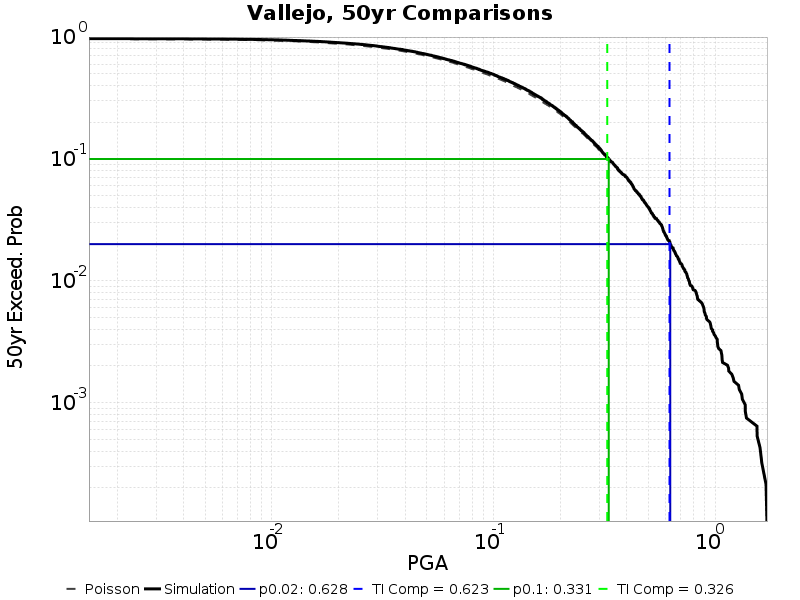 Vallejo, 50yr Comparisons
50yr Exceed. Prob
10^0
10^-1
10^-2
10^-3
10^-2 10^-1 10^0
PGA
Poisson Simulation p0.02: 0.628 TI Comp = 0.623 p0.1: 0.331 TI Comp = 0.326